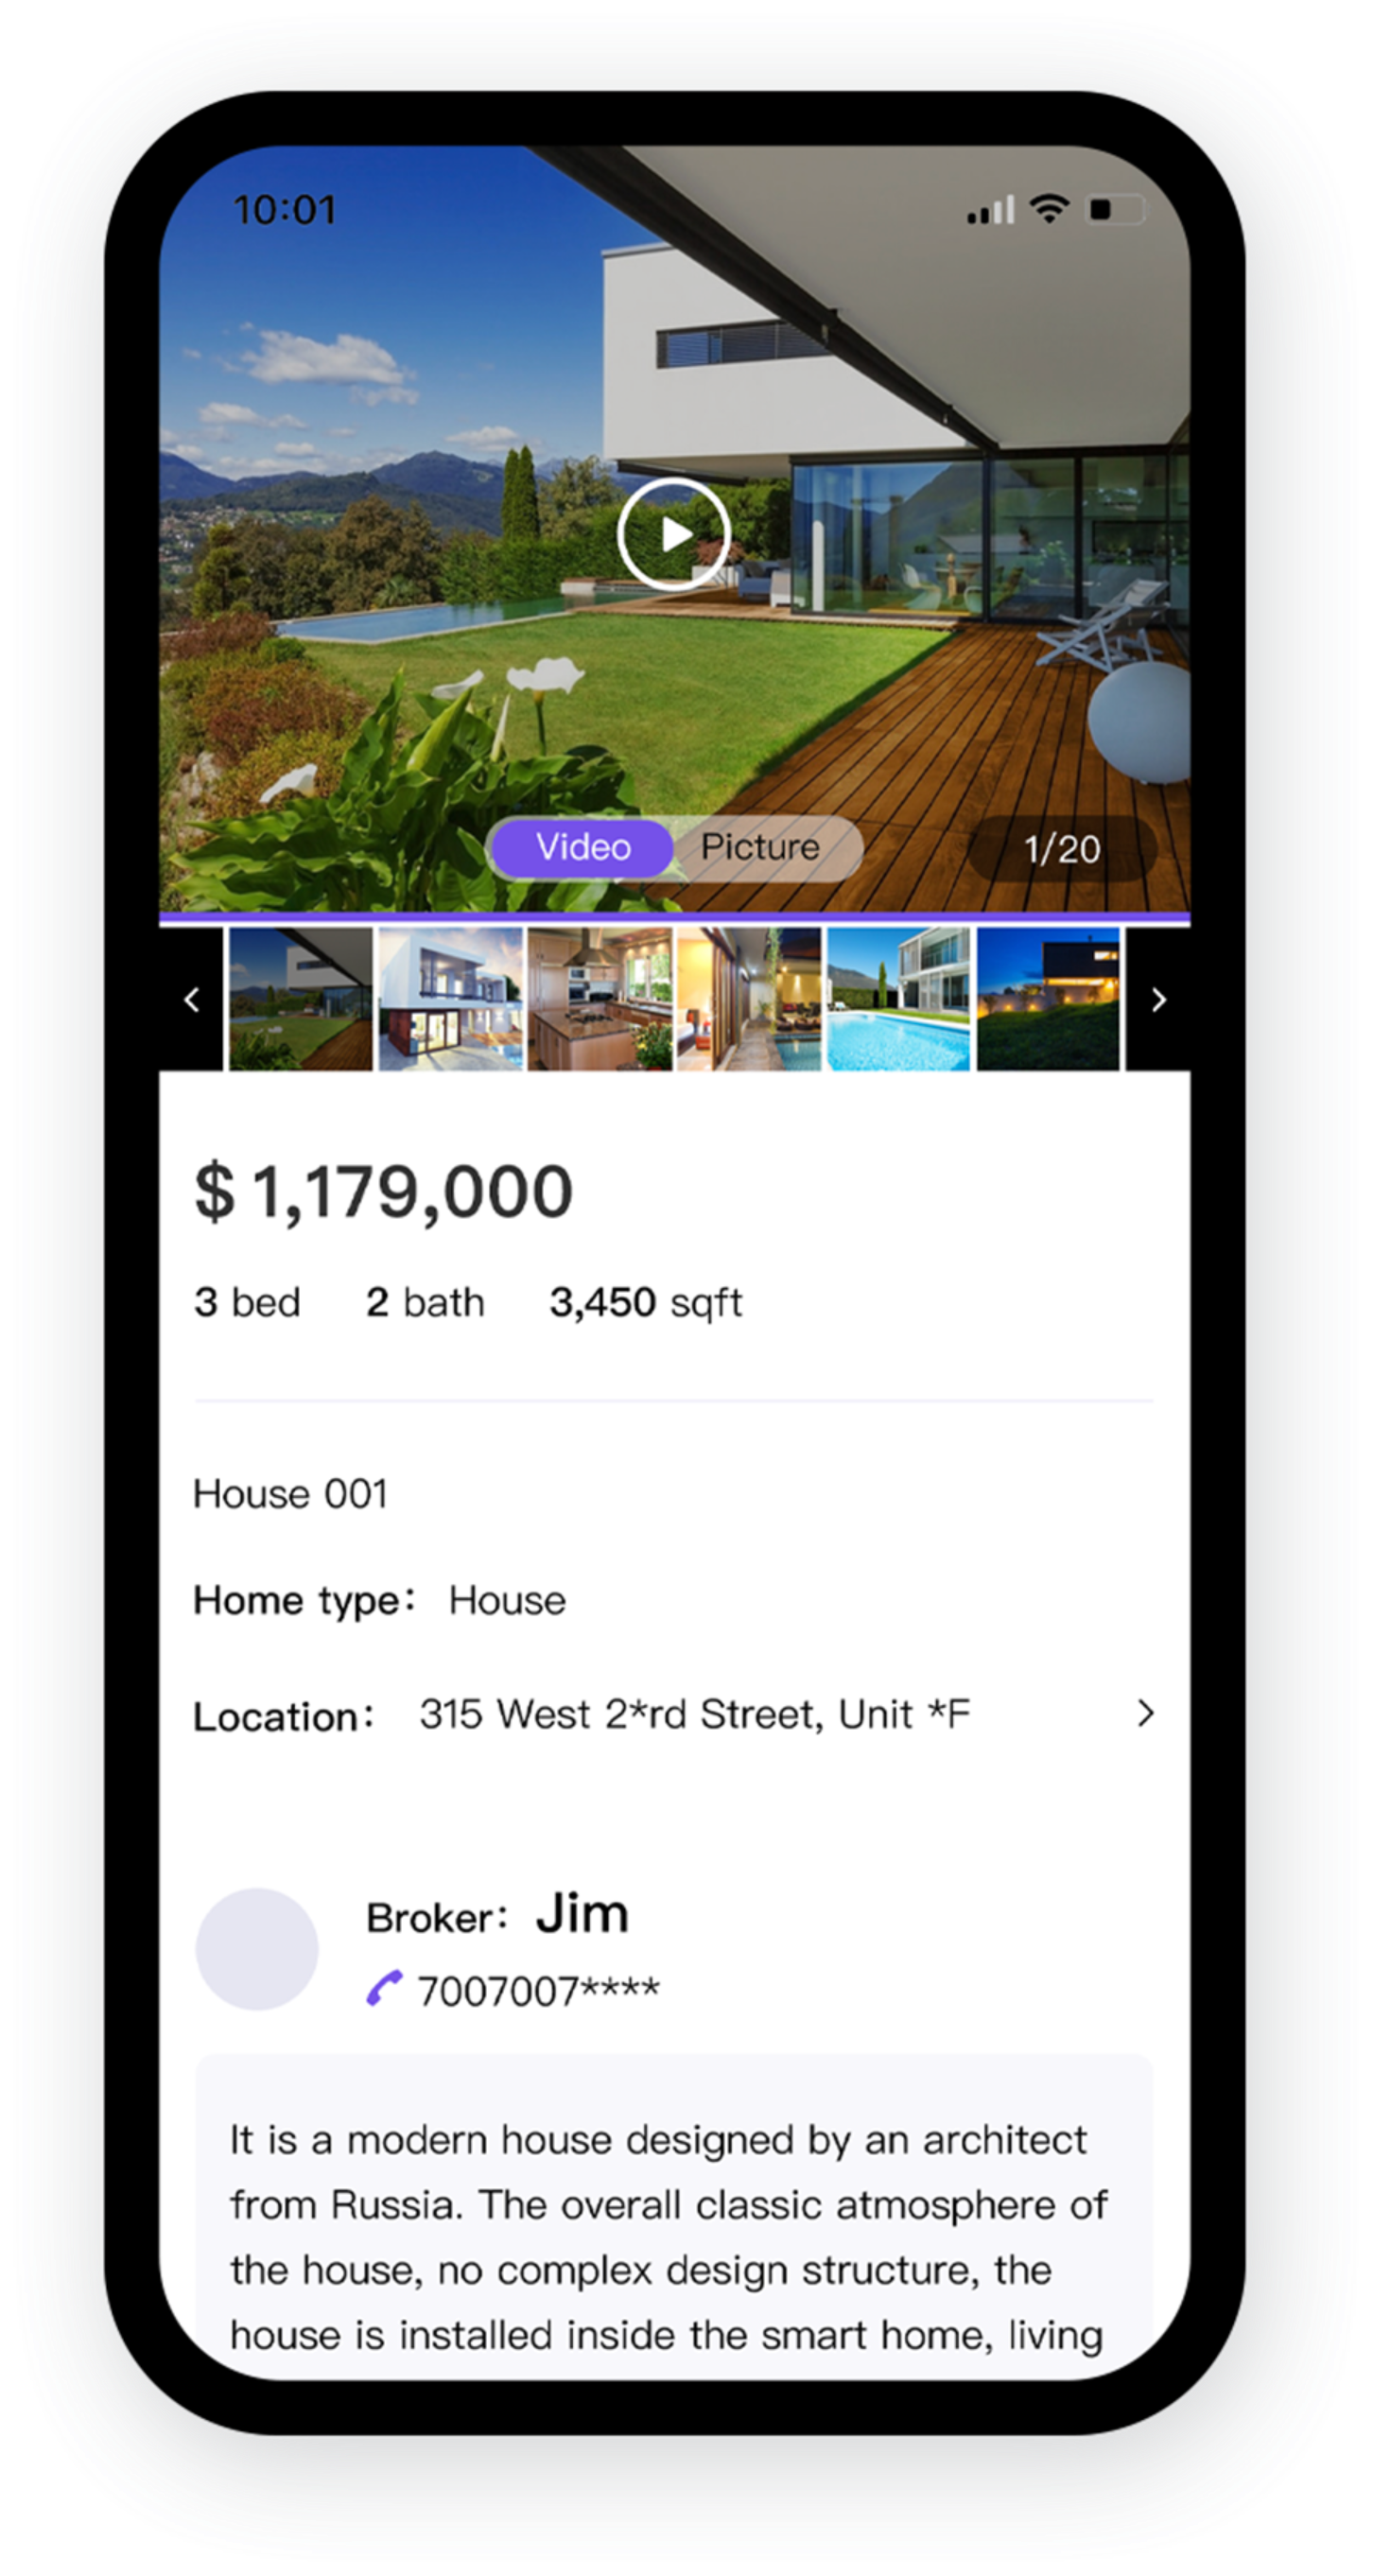 10:01
Video Picture 1/20
$ 1,179,000
3 bed 2 bath 3,450 sqft
House 001
Home type: House
Location: 315 West 2*rd Street, Unit *F
Broker: Jim
7007007****
It is a modern house designed by an architect
from Russia. The overall classic atmosphere of
the house, no complex design structure, the
house is installed inside the smart home, living